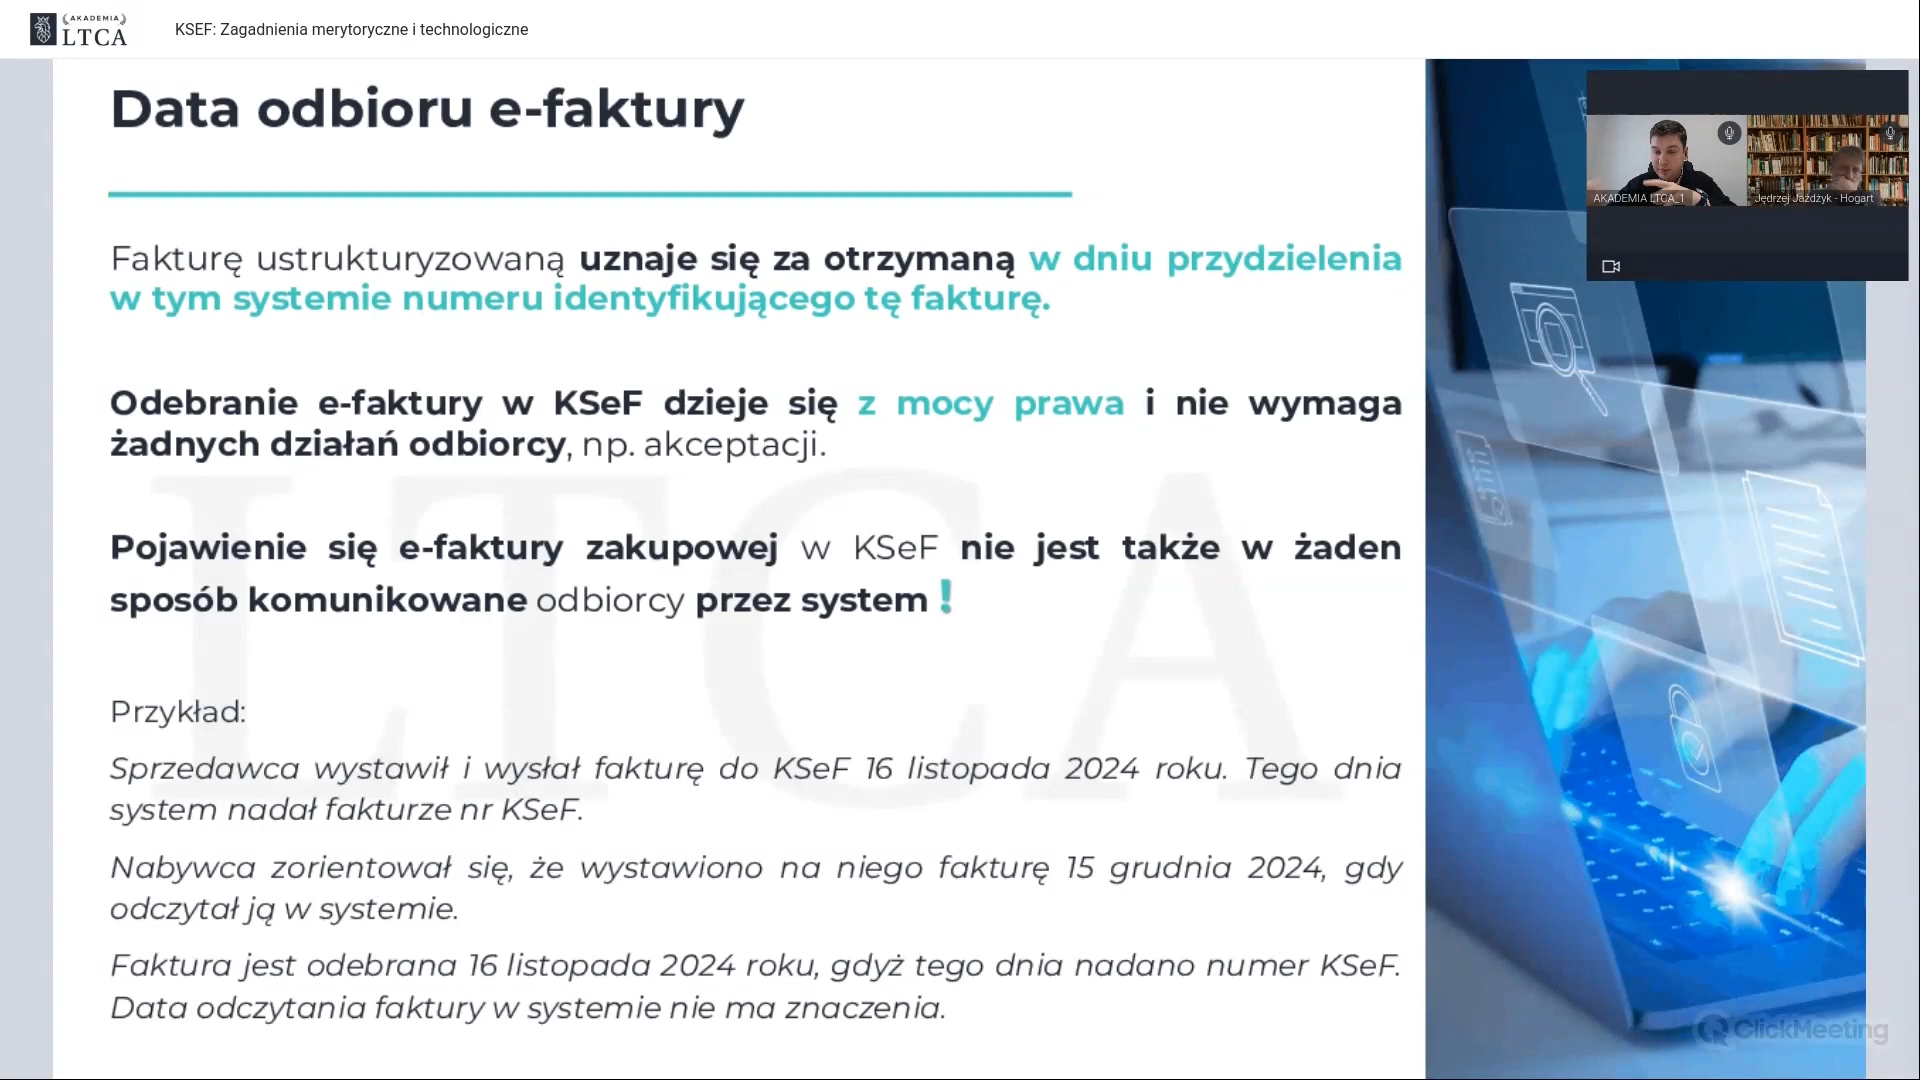 AKADEMIA
LTCA
KSEF: Zagadnienia merytoryczne i technologiczne
Data odbioru e-faktury
AKADEMIA LTCA_1
Jędrzej Jażdżyk - Hogart
Fakturę ustrukturyzowaną uznaje się za otrzymaną w dniu przydzielenia
w tym systemie numeru identyfikującego tę fakturę.
Odebranie e-faktury w KSeF dzieje się z mocy prawa i nie wymaga
żadnych działań odbiorcy, np. akceptacji.
Pojawienie się e-faktury zakupowej w KSeF nie jest także w żaden
sposób komunikowane odbiorcy przez system !
LTCA
Przykład:
Sprzedawca wystawił i wysłał fakturę do KSeF 16 listopada 2024 roku. Tego dnia
system nadał fakturze nr KSeF.
Nabywca zorientował się, że wystawiono na niego fakturę 15 grudnia 2024, gdy
odczytał ją w systemie.
Faktura jest odebrana 16 listopada 2024 roku, gdyż tego dnia nadano numer KSeF.
Data odczytania faktury w systemie nie ma znaczenia.
ClickMeeting